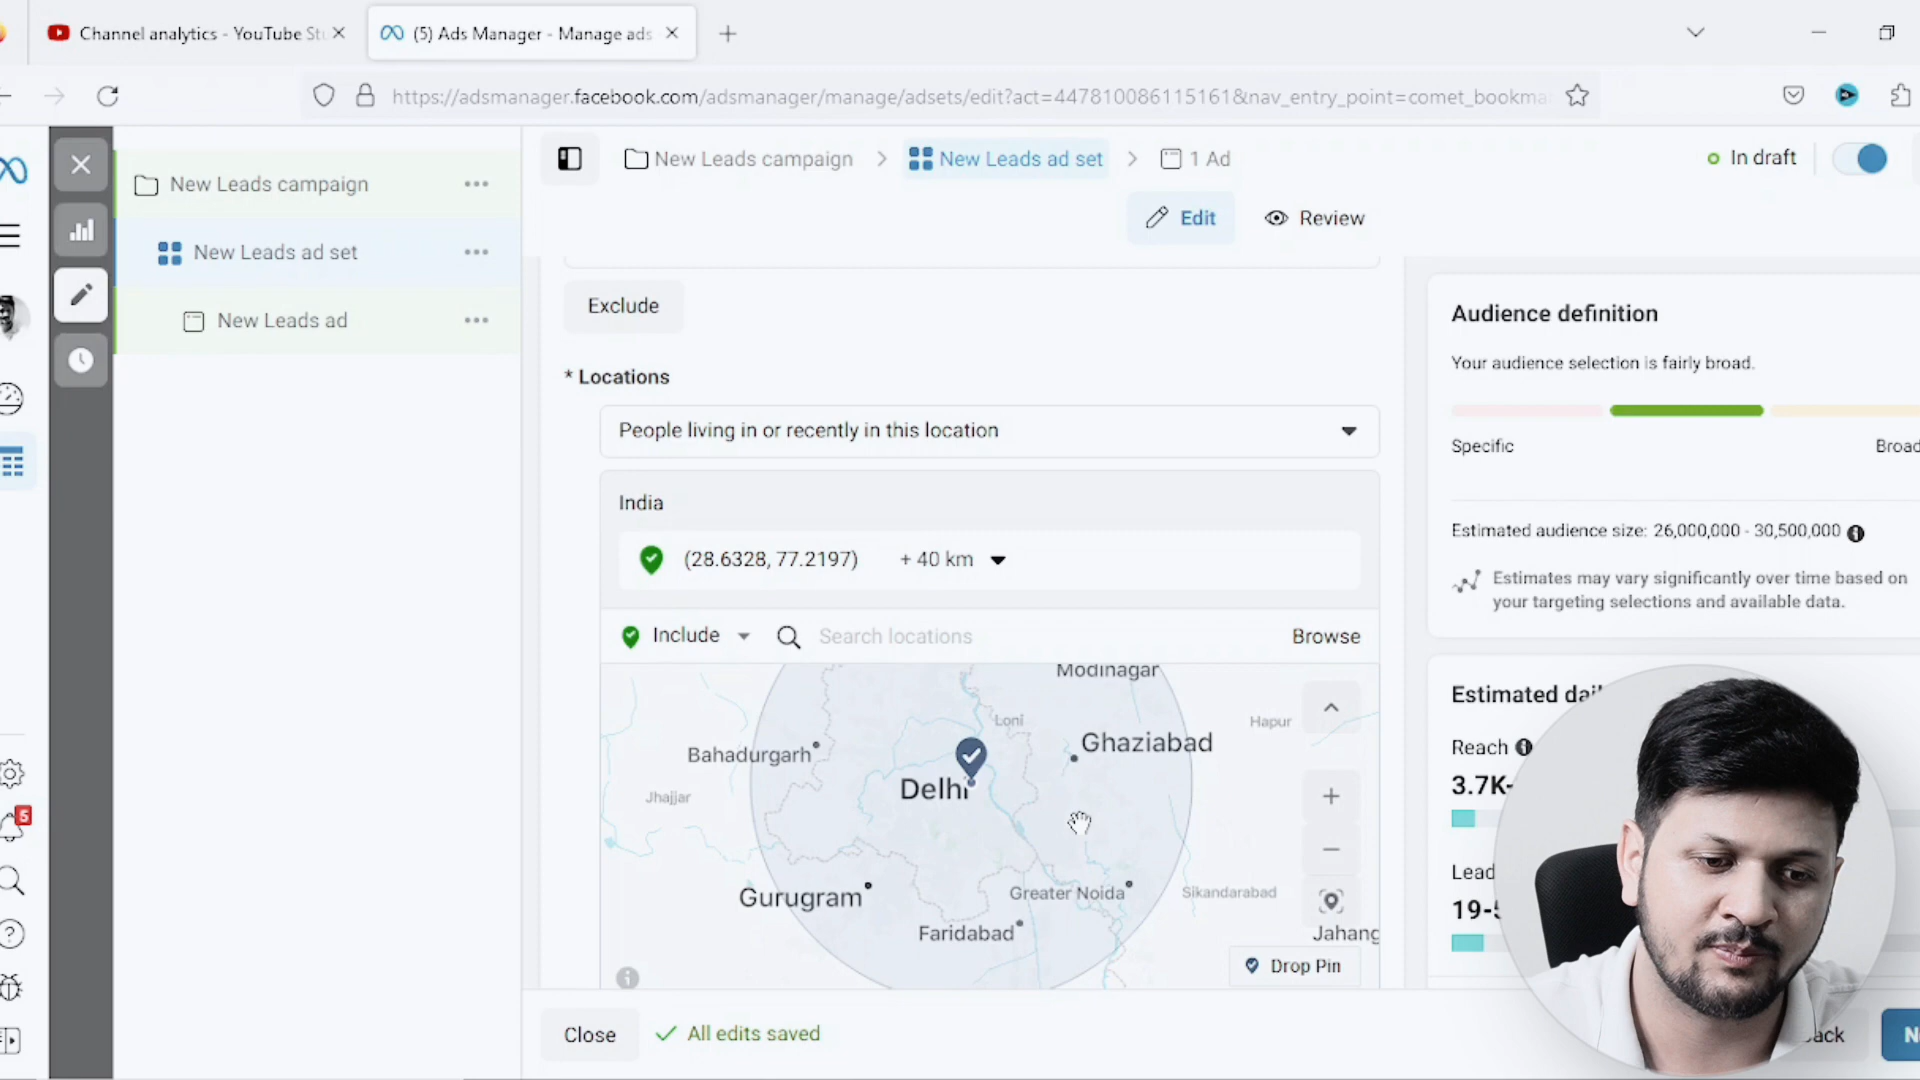 Channel analytics - YouTube Stu
(5) Ads Manager - Manage ads
https://adsmanager.facebook.com/adsmanager/manage/adsets/edit?act=447810086115161&nav_entry_point=comet_bookma
New Leads campaign
New Leads ad set
New Leads ad
New Leads campaign > New Leads ad set > 1 Ad
In draft
Edit
Review
Exclude
* Locations
People living in or recently in this location
India
(28.6328, 77.2197) + 40 km
Include
Search locations
Browse
Modinagar
Loni
Hapur
Ghaziabad
Bahadurgarh
Delhi
Jhajjar
Gurugram
Greater Noida
Sikandarabad
Faridabad
Jahang
Drop Pin
Close
All edits saved
Audience definition
Your audience selection is fairly broad.
Specific
Broad
Estimated audience size: 26,000,000 - 30,500,000
Estimates may vary significantly over time based on
your targeting selections and available data.
Estimated dai
Reach
3.7K-
Lead
19-5
ack
N
5